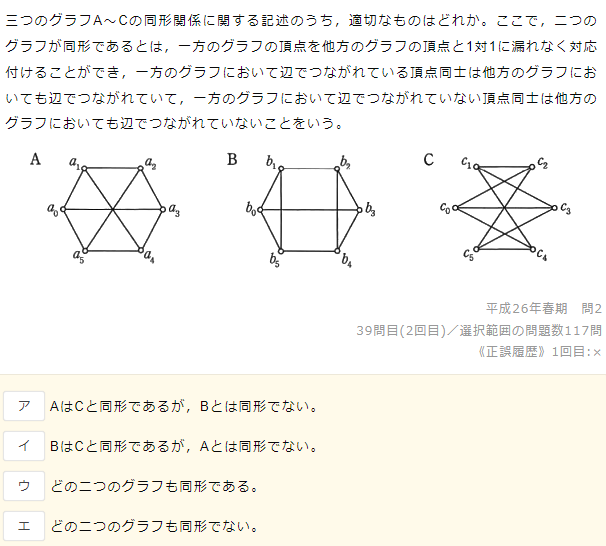 三つのグラフA～Cの同形関係に関する記述のうち，適切なものはどれか。ここで，二つの
グラフが同形であるとは，一方のグラフの頂点を他方のグラフの頂点と1対1に漏れなく対応
付けることができ，一方のグラフにおいて辺でつながれている頂点同士は他方のグラフにお
いても辺でつながれていて，一方のグラフにおいて辺でつながれていない頂点同士は他方の
グラフにおいても辺でつながれていないことをいう。
A a₁ a₂ B b₁ b₂ C c₁ c₂
a₀ a₃ b₀ b₃ c₀ c₃
a₅ a₄ b₅ b₄ c₅ c₄
平成26年春期　問2
39問目(2回目)／選択範囲の問題数117問
《正誤履歴》1回目:×
ア AはCと同形であるが，Bとは同形でない。
イ BはCと同形であるが，Aとは同形でない。
ウ どの二つのグラフも同形である。
エ どの二つのグラフも同形でない。